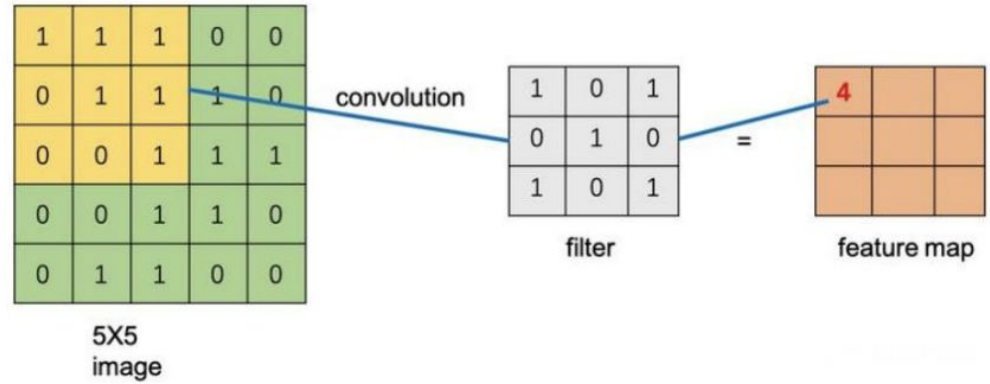 1 1 1 0 0
0 1 1 1 0
0 0 1 1 1
0 0 1 1 0
0 1 1 0 0
5X5
image
convolution
1 0 1
0 1 0
1 0 1
filter
=
4
feature map